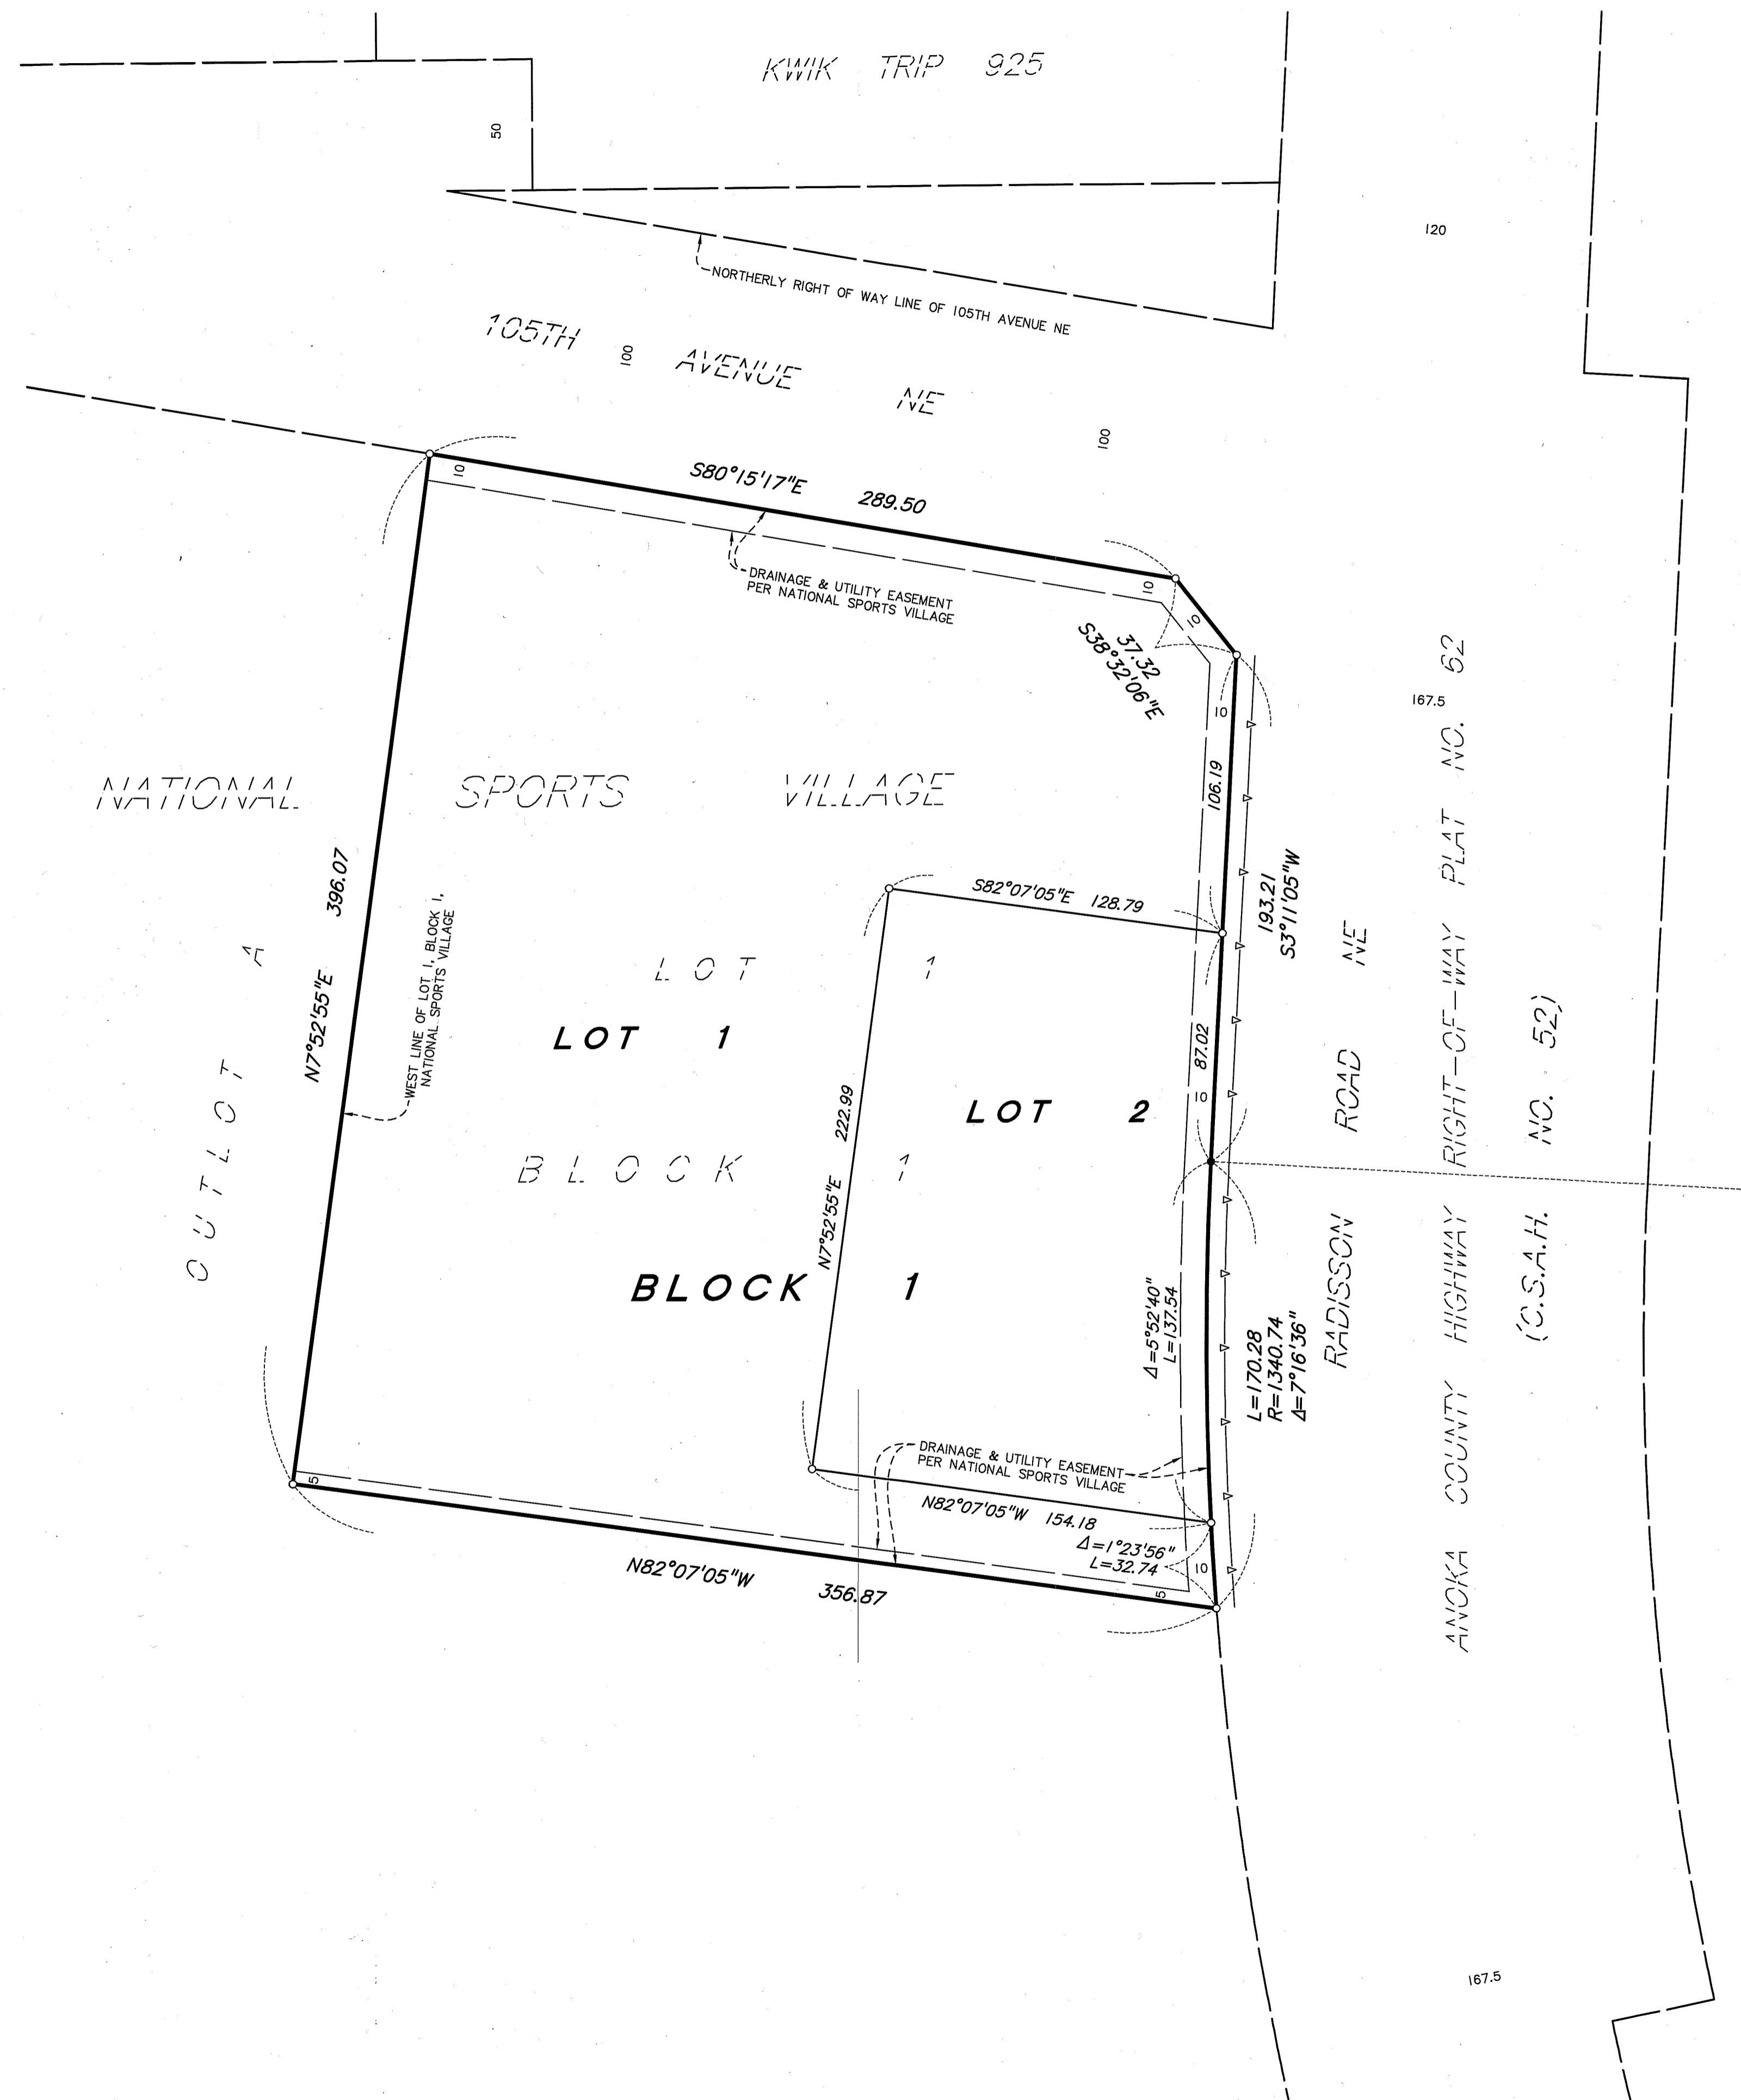 KWIK TRIP 925
50
120
NORTHERLY RIGHT OF WAY LINE OF 105TH AVENUE NE
105TH AVENUE NE
100
100
S80°15'17"E 289.50
10
10
10
DRAINAGE & UTILITY EASEMENT
PER NATIONAL SPORTS VILLAGE
37.32
S38°32'06"E
10
106.19
167.5
NATIONAL SPORTS VILLAGE
N7°52'55"E 396.07
WEST LINE OF LOT 1, BLOCK 1,
NATIONAL SPORTS VILLAGE
OUTLOT A
S82°07'05"E 128.79
193.21
S3°11'05"W
LOT 1
LOT 1
87.02
10
LOT 2
222.99
N7°52'55"E
BLOCK 1
BLOCK 1
Δ=5°52'40"
L=137.54
L=170.28
R=1340.74
Δ=7°16'36"
RADISSON ROAD NE
ANOKA COUNTY HIGHWAY RIGHT-OF-WAY PLAT NO. 62
(C.S.A.H. NO. 52)
DRAINAGE & UTILITY EASEMENT
PER NATIONAL SPORTS VILLAGE
5
N82°07'05"W 154.18
Δ=1°23'56"
L=32.74
10
5
N82°07'05"W 356.87
167.5